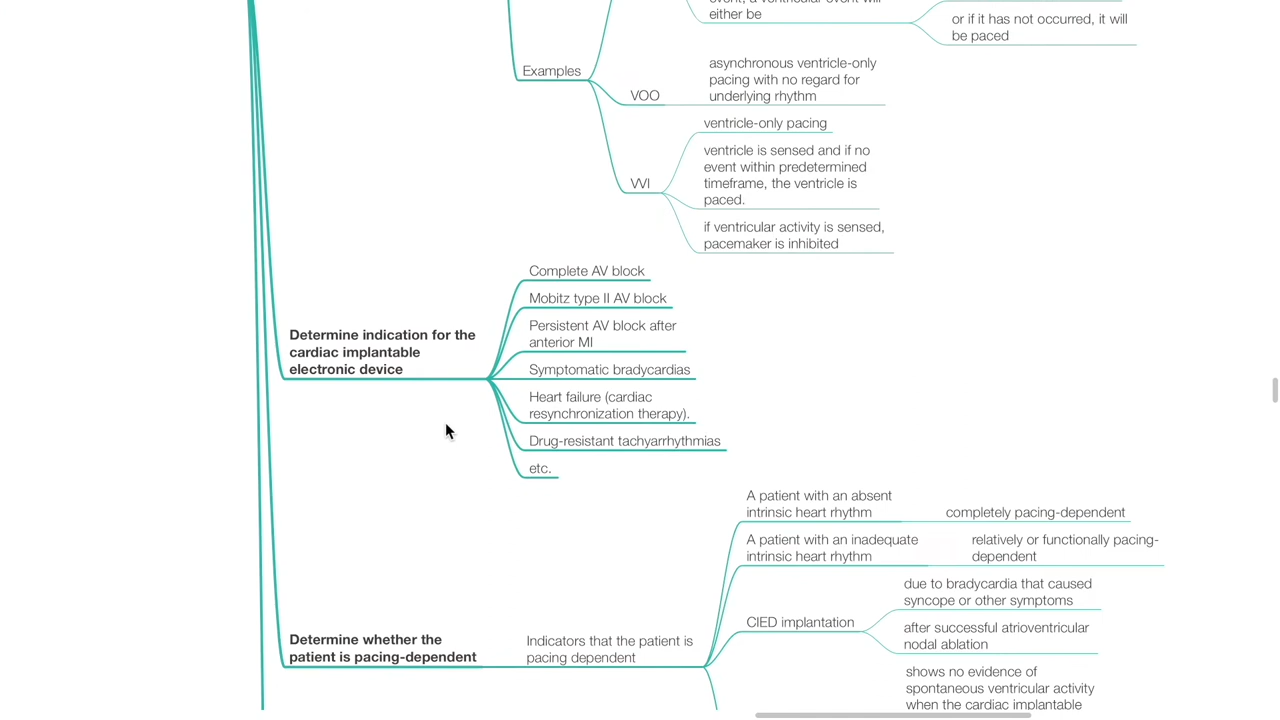 event, a ventricular event will
either be
or if it has not occurred, it will
be paced
Examples
VOO
asynchronous ventricle-only
pacing with no regard for
underlying rhythm
VVI
ventricle-only pacing
ventricle is sensed and if no
event within predetermined
timeframe, the ventricle is
paced.
if ventricular activity is sensed,
pacemaker is inhibited
Determine indication for the
cardiac implantable
electronic device
Complete AV block
Mobitz type II AV block
Persistent AV block after
anterior MI
Symptomatic bradycardias
Heart failure (cardiac
resynchronization therapy).
Drug-resistant tachyarrhythmias
etc.
Determine whether the
patient is pacing-dependent
Indicators that the patient is
pacing dependent
A patient with an absent
intrinsic heart rhythm
completely pacing-dependent
A patient with an inadequate
intrinsic heart rhythm
relatively or functionally pacing-
dependent
CIED implantation
due to bradycardia that caused
syncope or other symptoms
after successful atrioventricular
nodal ablation
shows no evidence of
spontaneous ventricular activity
when the cardiac implantable